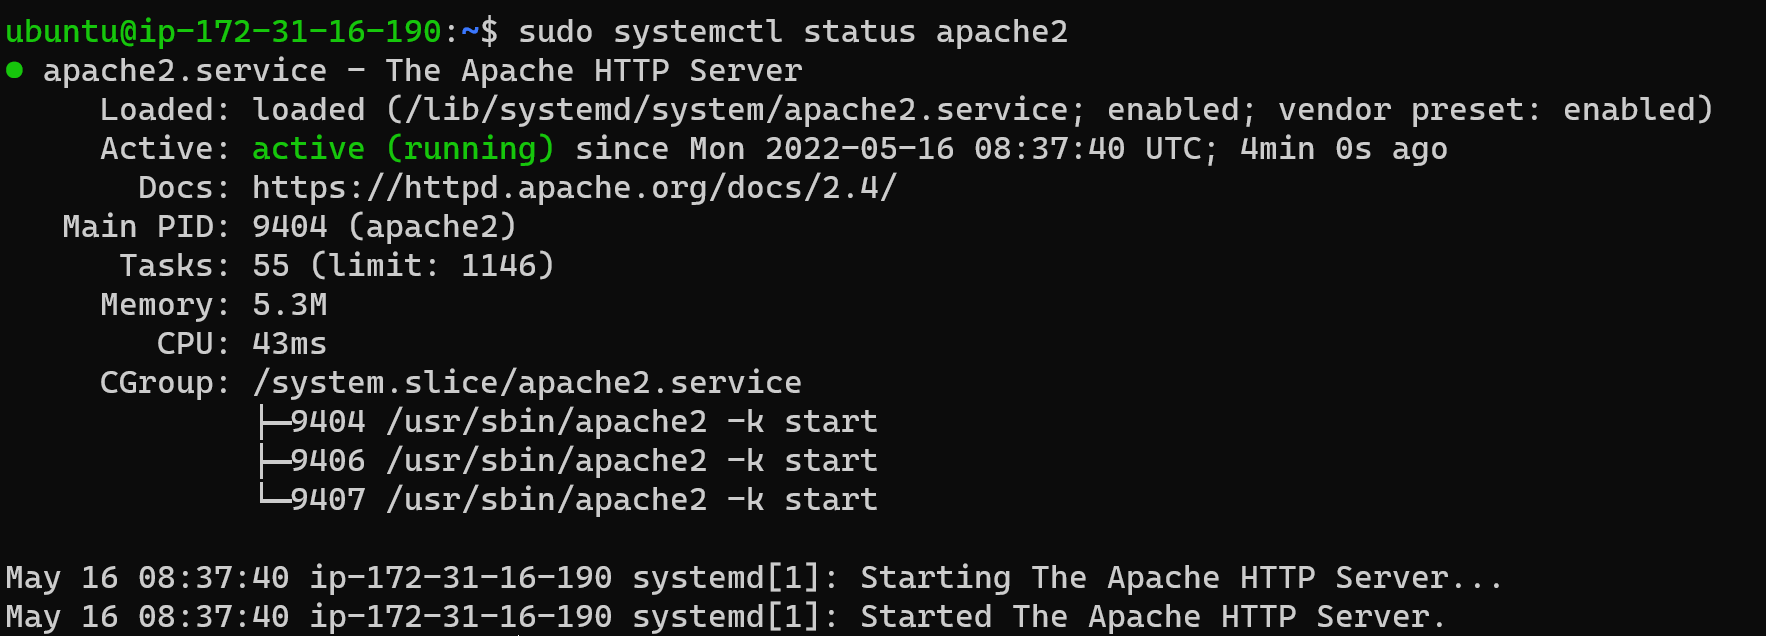 ubuntu@ip-172-31-16-190:~$ sudo systemctl status apache2
● apache2.service - The Apache HTTP Server
     Loaded: loaded (/lib/systemd/system/apache2.service; enabled; vendor preset: enabled)
     Active: active (running) since Mon 2022-05-16 08:37:40 UTC; 4min 0s ago
       Docs: https://httpd.apache.org/docs/2.4/
   Main PID: 9404 (apache2)
      Tasks: 55 (limit: 1146)
     Memory: 5.3M
        CPU: 43ms
     CGroup: /system.slice/apache2.service
             ├─9404 /usr/sbin/apache2 -k start
             ├─9406 /usr/sbin/apache2 -k start
             └─9407 /usr/sbin/apache2 -k start
May 16 08:37:40 ip-172-31-16-190 systemd[1]: Starting The Apache HTTP Server...
May 16 08:37:40 ip-172-31-16-190 systemd[1]: Started The Apache HTTP Server.